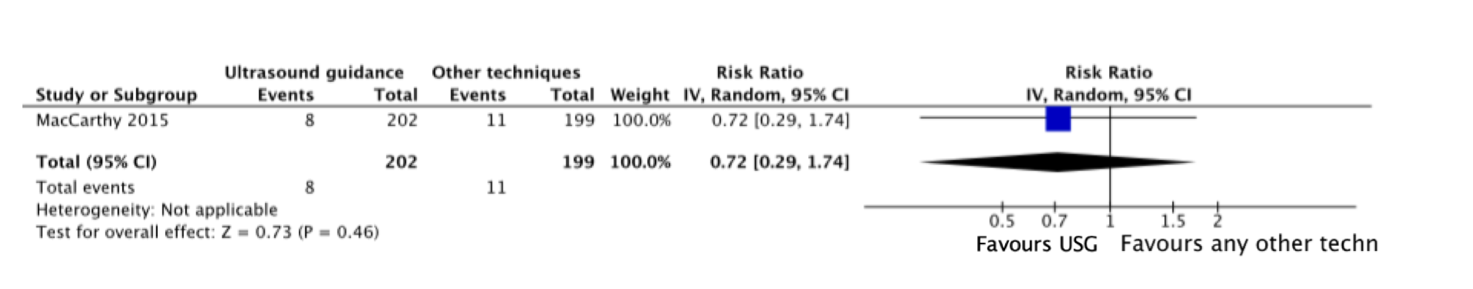 Ultrasound guidance Other techniques Risk Ratio Risk Ratio
Study or Subgroup Events Total Events Total Weight IV, Random, 95% CI IV, Random, 95% CI
MacCarthy 2015 8 202 11 199 100.0% 0.72 [0.29, 1.74]
Total (95% CI) 202 199 100.0% 0.72 [0.29, 1.74]
Total events 8 11
Heterogeneity: Not applicable
Test for overall effect: Z = 0.73 (P = 0.46)
0.5 0.7 1 1.5 2
Favours USG Favours any other techn